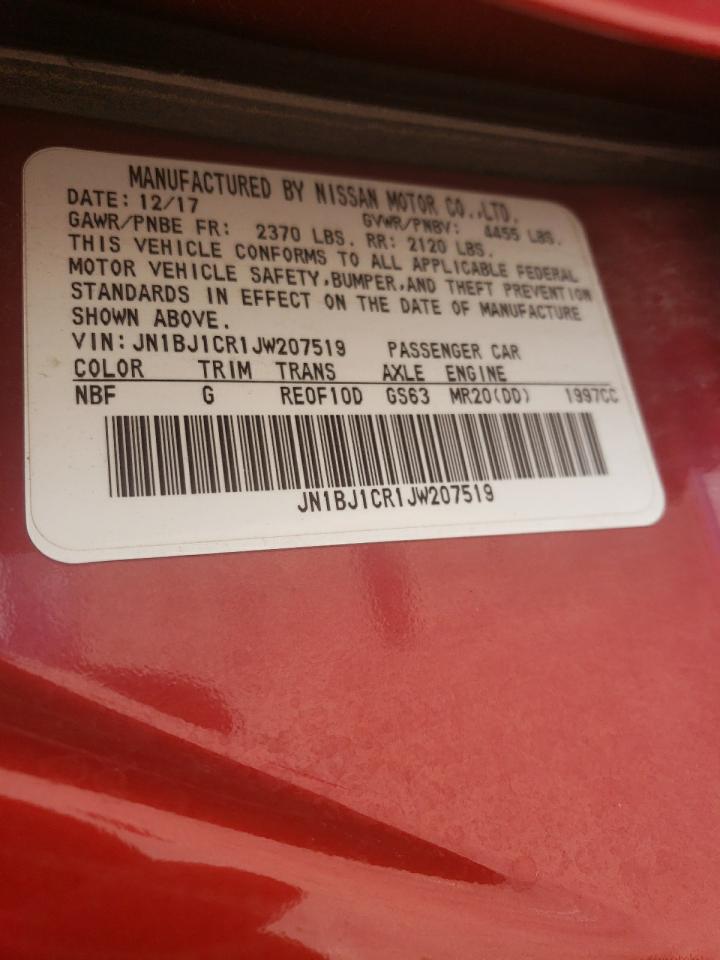 MANUFACTURED BY NISSAN MOTOR CO.,LTD.
DATE: 12/17 GVWR/PNBV: 4455 LBS.
GAWR/PNBE FR: 2370 LBS. RR: 2120 LBS.
THIS VEHICLE CONFORMS TO ALL APPLICABLE FEDERAL
MOTOR VEHICLE SAFETY,BUMPER,AND THEFT PREVENTION
STANDARDS IN EFFECT ON THE DATE OF MANUFACTURE
SHOWN ABOVE.
VIN: JN1BJ1CR1JW207519 PASSENGER CAR
COLOR TRIM TRANS AXLE ENGINE
NBF G RE0F10D GS63 MR20(DD) 1997CC
JN1BJ1CR1JW207519